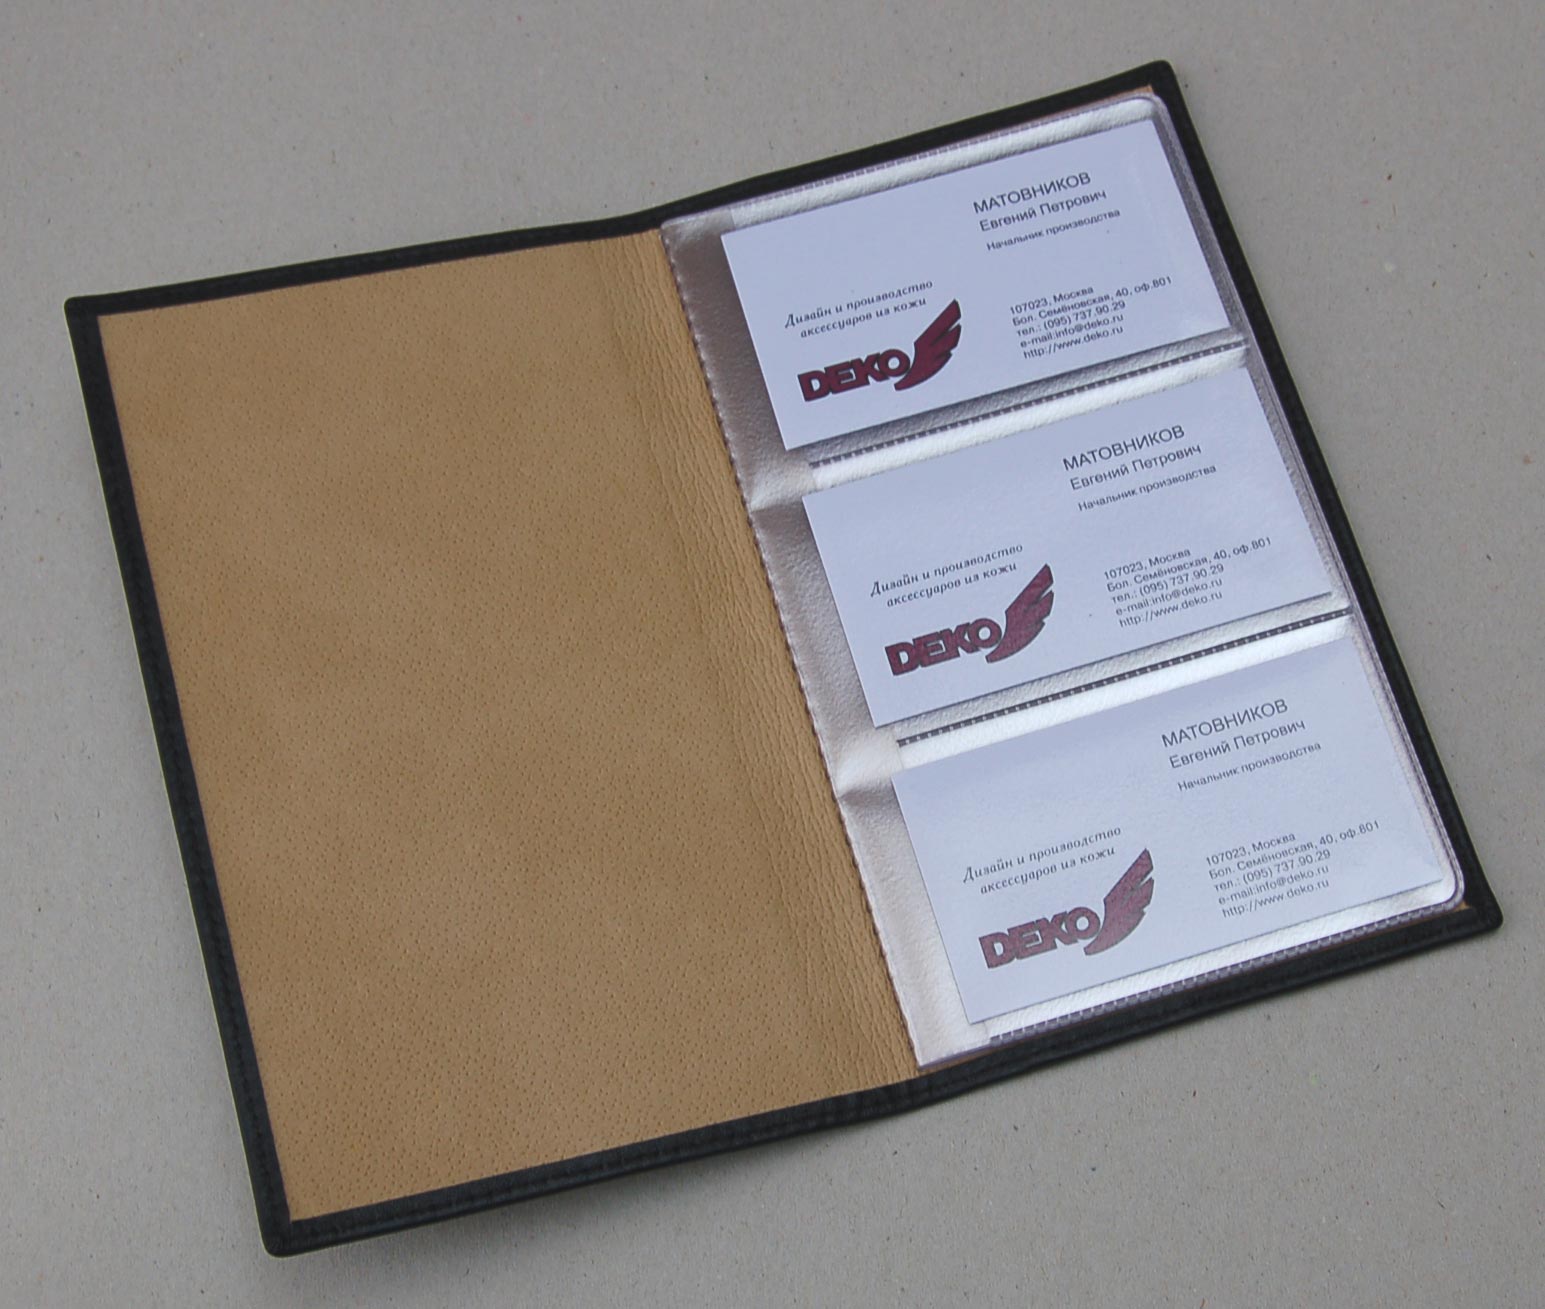 МАТОВНИКОВ
Евгений Петрович
Начальник производства
Дизайн и производство
аксессуаров из кожи
DEKO
107023, Москва
Бол. Семёновская, 40, оф.801
тел.: (095) 737.90.29
e-mail:info@deko.ru
http://www.deko.ru
МАТОВНИКОВ
Евгений Петрович
Начальник производства
Дизайн и производство
аксессуаров из кожи
DEKO
107023, Москва
Бол. Семёновская, 40, оф.801
тел.: (095) 737.90.29
e-mail:info@deko.ru
http://www.deko.ru
МАТОВНИКОВ
Евгений Петрович
Начальник производства
Дизайн и производство
аксессуаров из кожи
DEKO
107023, Москва
Бол. Семёновская, 40, оф.801
тел.: (095) 737.90.29
e-mail:info@deko.ru
http://www.deko.ru